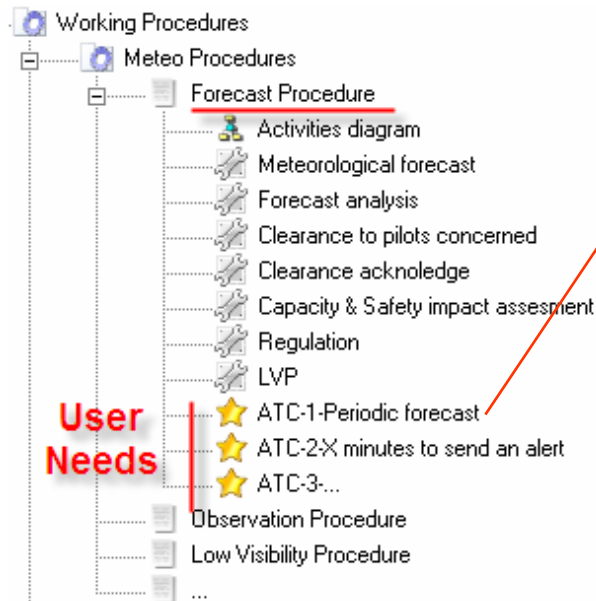 Working Procedures
Meteo Procedures
Forecast Procedure
Activities diagram
Meteorological forecast
Forecast analysis
Clearance to pilots concerned
Clearance acknoledge
Capacity & Safety impact assesment
Regulation
LVP
ATC-1-Periodic forecast
ATC-2-X minutes to send an alert
ATC-3-...
User
Needs
Observation Procedure
Low Visibility Procedure
...